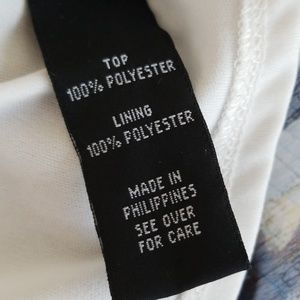 TOP
100% POLYESTER
LINING
100% POLYESTER
MADE IN
PHILIPPINES
SEE OVER
FOR CARE